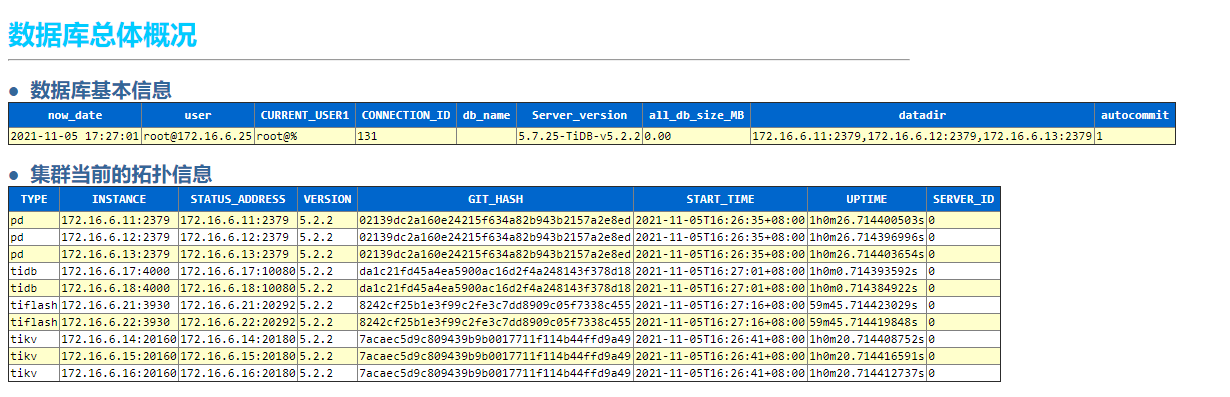 数据库总体概况
● 数据库基本信息
now_date user CURRENT_USER1 CONNECTION_ID db_name Server_version all_db_size_MB datadir autocommit
2021-11-05 17:27:01 root@172.16.6.25 root@% 131 5.7.25-TiDB-v5.2.2 0.00 172.16.6.11:2379,172.16.6.12:2379,172.16.6.13:2379 1
● 集群当前的拓扑信息
TYPE INSTANCE STATUS_ADDRESS VERSION GIT_HASH START_TIME UPTIME SERVER_ID
pd 172.16.6.11:2379 172.16.6.11:2379 5.2.2 02139dc2a160e24215f634a82b943b2157a2e8ed 2021-11-05T16:26:35+08:00 1h0m26.714400503s 0
pd 172.16.6.12:2379 172.16.6.12:2379 5.2.2 02139dc2a160e24215f634a82b943b2157a2e8ed 2021-11-05T16:26:35+08:00 1h0m26.714396996s 0
pd 172.16.6.13:2379 172.16.6.13:2379 5.2.2 02139dc2a160e24215f634a82b943b2157a2e8ed 2021-11-05T16:26:35+08:00 1h0m26.714403654s 0
tidb 172.16.6.17:4000 172.16.6.17:10080 5.2.2 da1c21fd45a4ea5900ac16d2f4a248143f378d18 2021-11-05T16:27:01+08:00 1h0m0.714393592s 0
tidb 172.16.6.18:4000 172.16.6.18:10080 5.2.2 da1c21fd45a4ea5900ac16d2f4a248143f378d18 2021-11-05T16:27:01+08:00 1h0m0.714384922s 0
tiflash 172.16.6.21:3930 172.16.6.21:20292 5.2.2 8242cf25b1e3f99c2fe3c7dd8909c05f7338c455 2021-11-05T16:27:16+08:00 59m45.714423029s 0
tiflash 172.16.6.22:3930 172.16.6.22:20292 5.2.2 8242cf25b1e3f99c2fe3c7dd8909c05f7338c455 2021-11-05T16:27:16+08:00 59m45.714419848s 0
tikv 172.16.6.14:20160 172.16.6.14:20180 5.2.2 7acaec5d9c809439b9b0017711f114b44ffd9a49 2021-11-05T16:26:41+08:00 1h0m20.714408752s 0
tikv 172.16.6.15:20160 172.16.6.15:20180 5.2.2 7acaec5d9c809439b9b0017711f114b44ffd9a49 2021-11-05T16:26:41+08:00 1h0m20.714416591s 0
tikv 172.16.6.16:20160 172.16.6.16:20180 5.2.2 7acaec5d9c809439b9b0017711f114b44ffd9a49 2021-11-05T16:26:41+08:00 1h0m20.714412737s 0